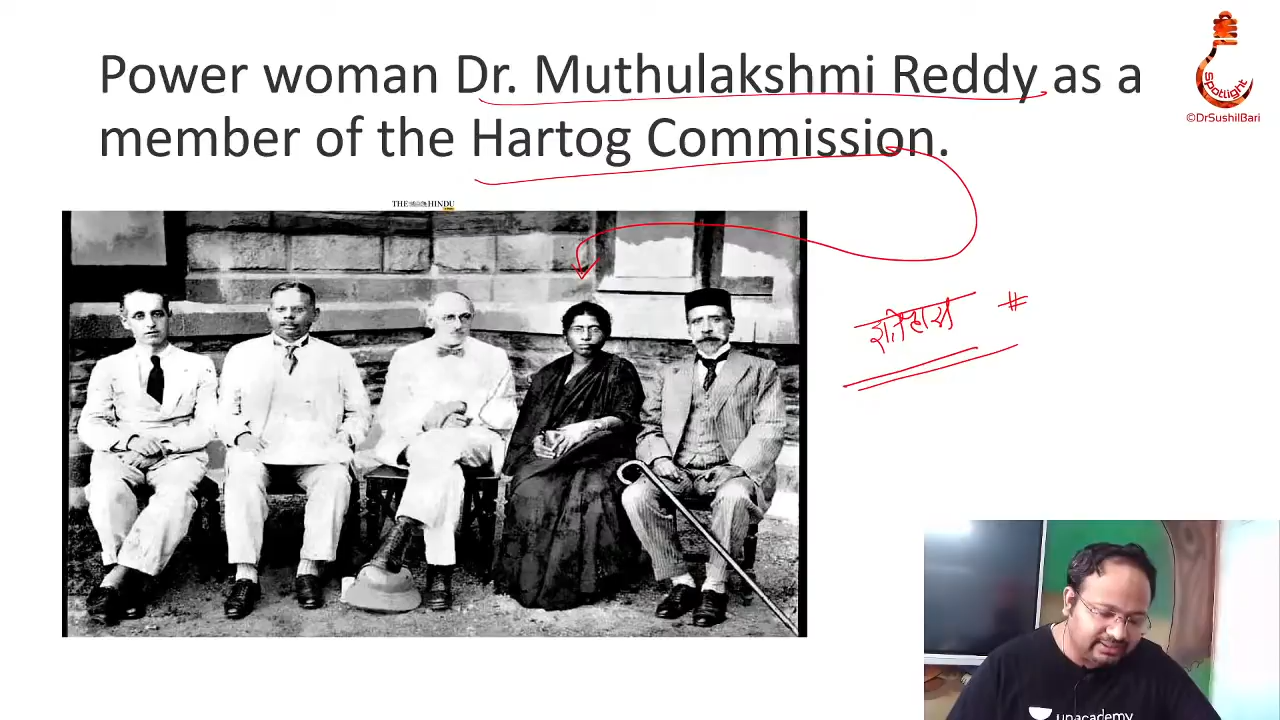 Power woman Dr. Muthulakshmi Reddy as a
member of the Hartog Commission.
Spotlight
©DrSushilBari
THE HINDU
इतिहास #
unacademy